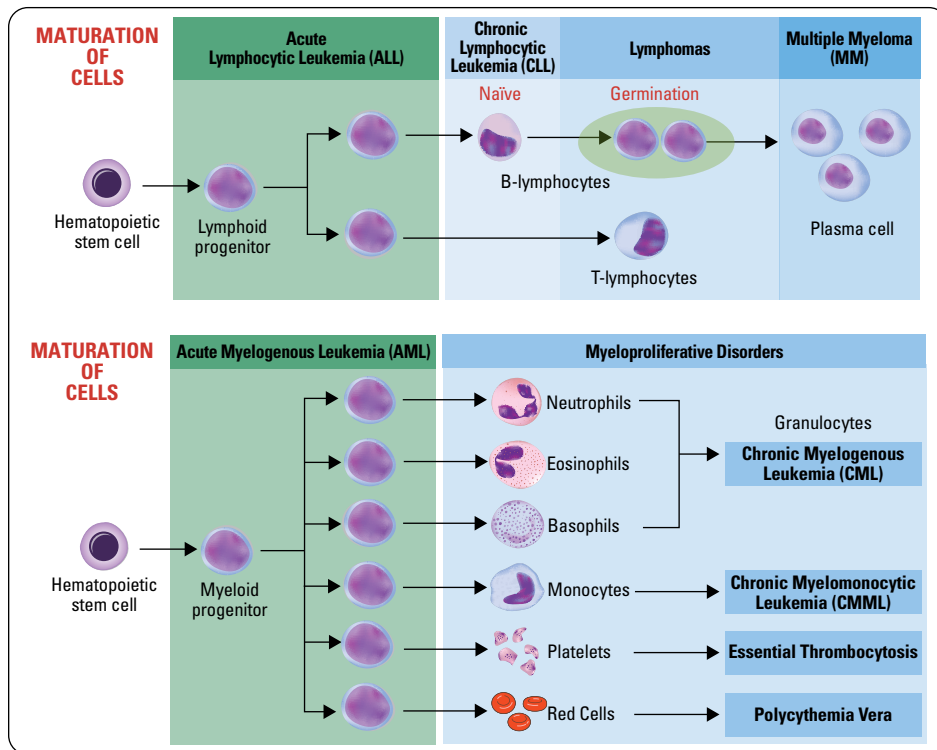 MATURATION
OF
CELLS
Acute
Lymphocytic Leukemia (ALL)
Chronic
Lymphocytic
Leukemia (CLL)
Lymphomas
Multiple Myeloma
(MM)
Naïve
Germination
B-lymphocytes
Hematopoietic
stem cell
Lymphoid
progenitor
Plasma cell
T-lymphocytes
MATURATION
OF
CELLS
Acute Myelogenous Leukemia (AML)
Myeloproliferative Disorders
Neutrophils
Granulocytes
Chronic Myelogenous
Leukemia (CML)
Eosinophils
Basophils
Hematopoietic
stem cell
Myeloid
progenitor
Monocytes
Chronic Myelomonocytic
Leukemia (CMML)
Platelets
Essential Thrombocytosis
Red Cells
Polycythemia Vera